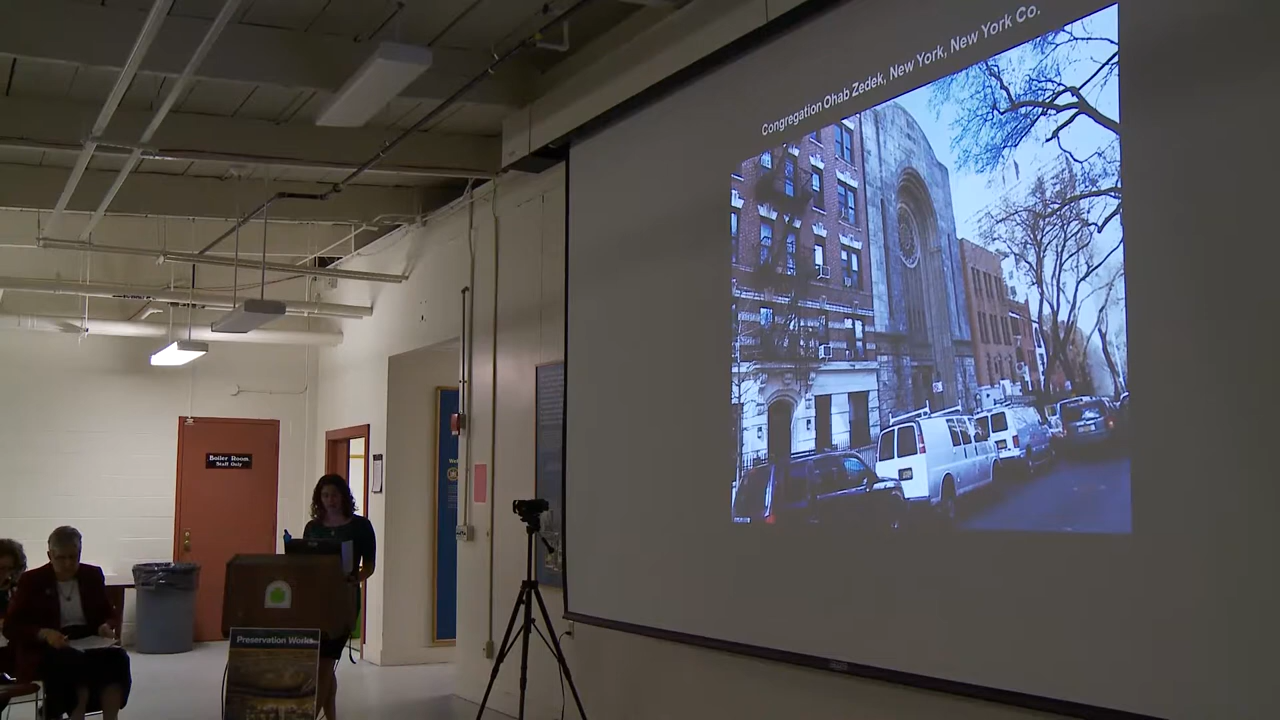 Congregation Ohab Zedek, New York, New York Co.
Boiler Room
Staff Only
Preservation Works